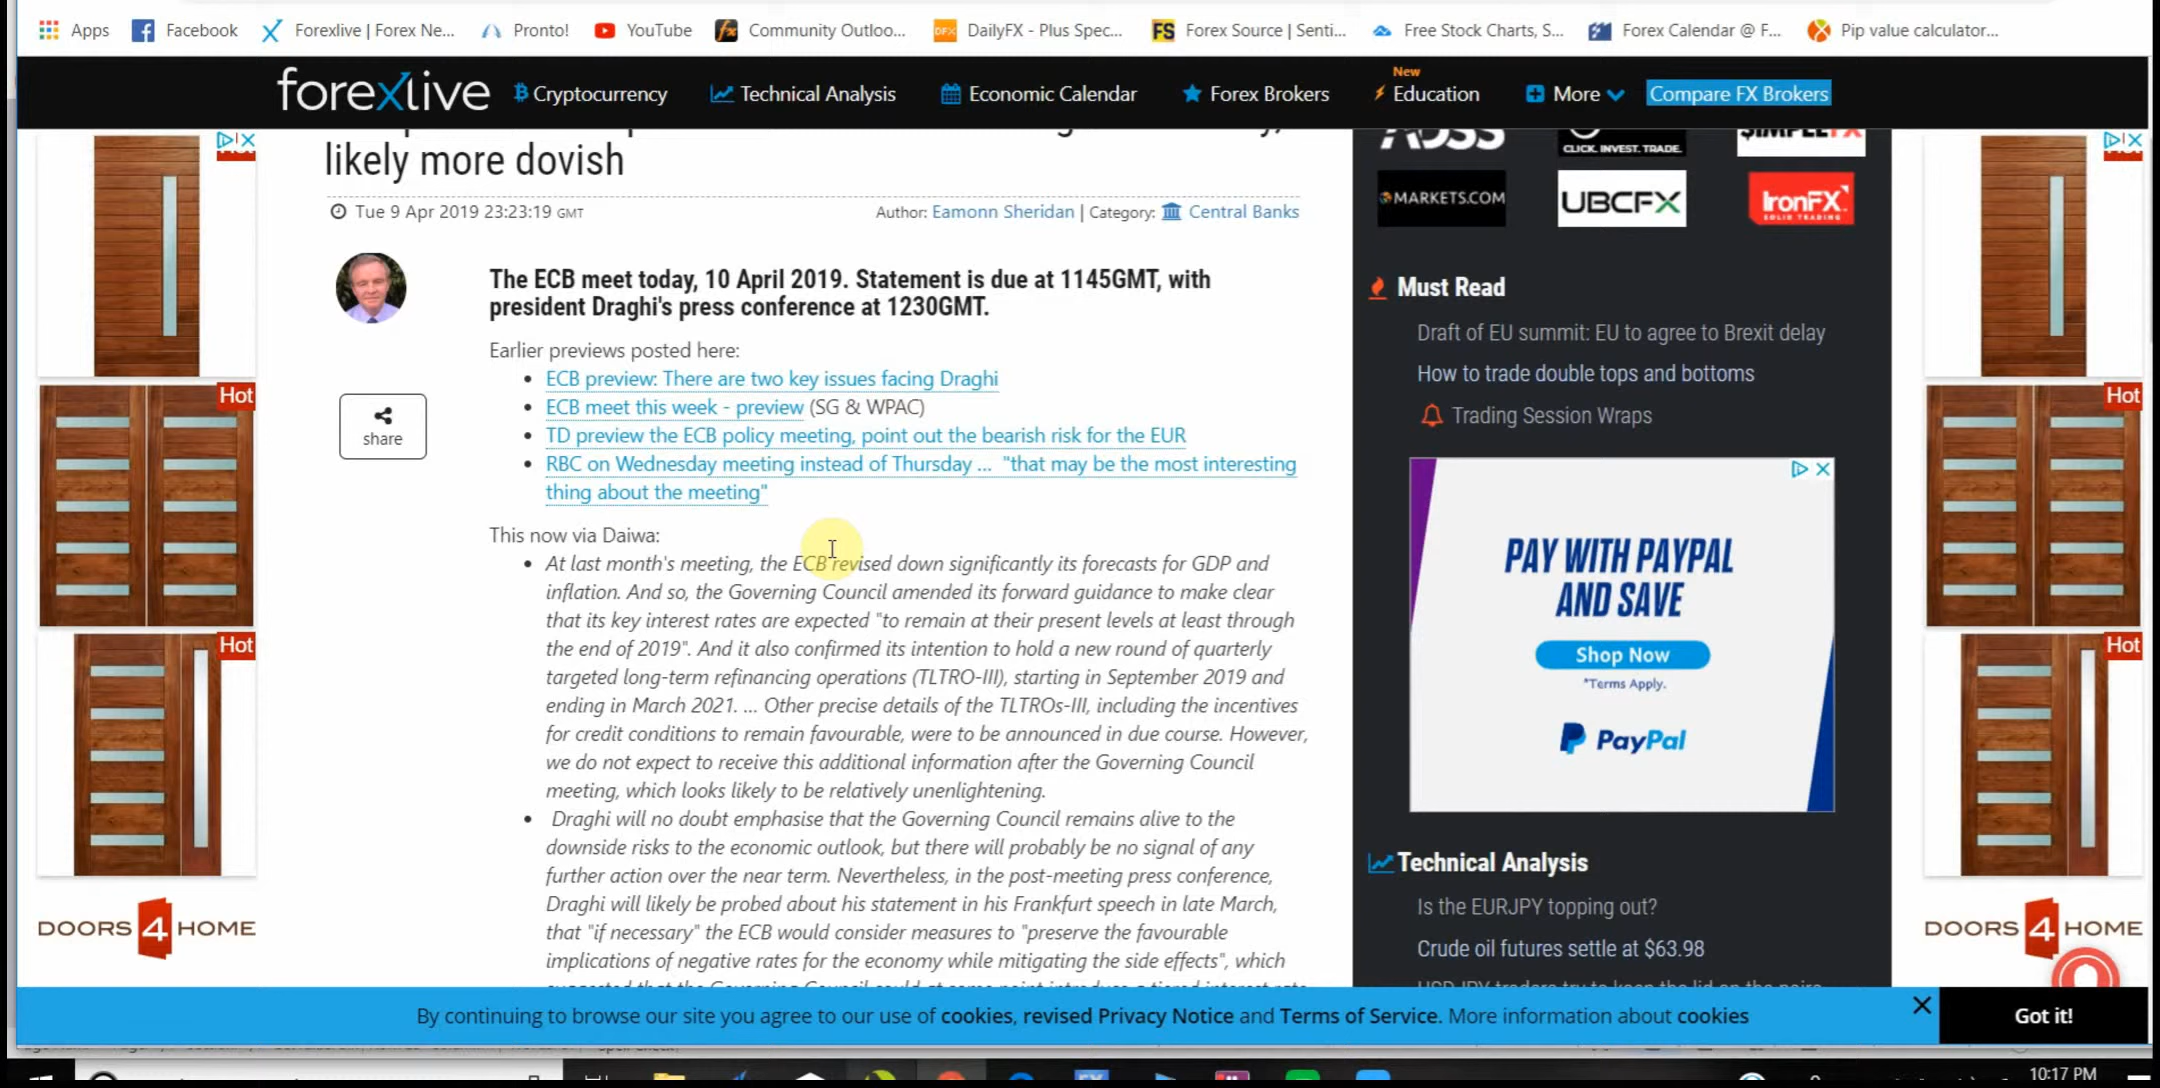 Apps Facebook Forexlive | Forex Ne... Pronto! YouTube Community Outloo... DailyFX - Plus Spec... Forex Source | Senti... Free Stock Charts, S... Forex Calendar @ F... Pip value calculator...
forexlive Cryptocurrency Technical Analysis Economic Calendar Forex Brokers New Education More Compare FX Brokers
likely more dovish
Tue 9 Apr 2019 23:23:19 GMT
Author: Eamonn Sheridan | Category: Central Banks
The ECB meet today, 10 April 2019. Statement is due at 1145GMT, with
president Draghi's press conference at 1230GMT.
Earlier previews posted here:
• ECB preview: There are two key issues facing Draghi
• ECB meet this week - preview (SG & WPAC)
• TD preview the ECB policy meeting, point out the bearish risk for the EUR
• RBC on Wednesday meeting instead of Thursday ... "that may be the most interesting
thing about the meeting"
share
This now via Daiwa:
• At last month's meeting, the ECB revised down significantly its forecasts for GDP and
inflation. And so, the Governing Council amended its forward guidance to make clear
that its key interest rates are expected "to remain at their present levels at least through
the end of 2019". And it also confirmed its intention to hold a new round of quarterly
targeted long-term refinancing operations (TLTRO-III), starting in September 2019 and
ending in March 2021. ... Other precise details of the TLTROs-III, including the incentives
for credit conditions to remain favourable, were to be announced in due course. However,
we do not expect to receive this additional information after the Governing Council
meeting, which looks likely to be relatively unenlightening.
• Draghi will no doubt emphasise that the Governing Council remains alive to the
downside risks to the economic outlook, but there will probably be no signal of any
further action over the near term. Nevertheless, in the post-meeting press conference,
Draghi will likely be probed about his statement in his Frankfurt speech in late March,
that "if necessary" the ECB would consider measures to "preserve the favourable
implications of negative rates for the economy while mitigating the side effects", which
ADSS
CLICK. INVEST. TRADE.
SIMPLEFX
MARKETS.COM
UBCFX
IronFX
SOLID TRADING
Must Read
Draft of EU summit: EU to agree to Brexit delay
How to trade double tops and bottoms
Trading Session Wraps
PAY WITH PAYPAL
AND SAVE
Shop Now
*Terms Apply.
PayPal
Technical Analysis
Is the EURJPY topping out?
Crude oil futures settle at $63.98
Hot
Hot
DOORS 4 HOME
Hot
Hot
DOORS 4 HOME
By continuing to browse our site you agree to our use of cookies, revised Privacy Notice and Terms of Service. More information about cookies
Got it!
10:17 PM